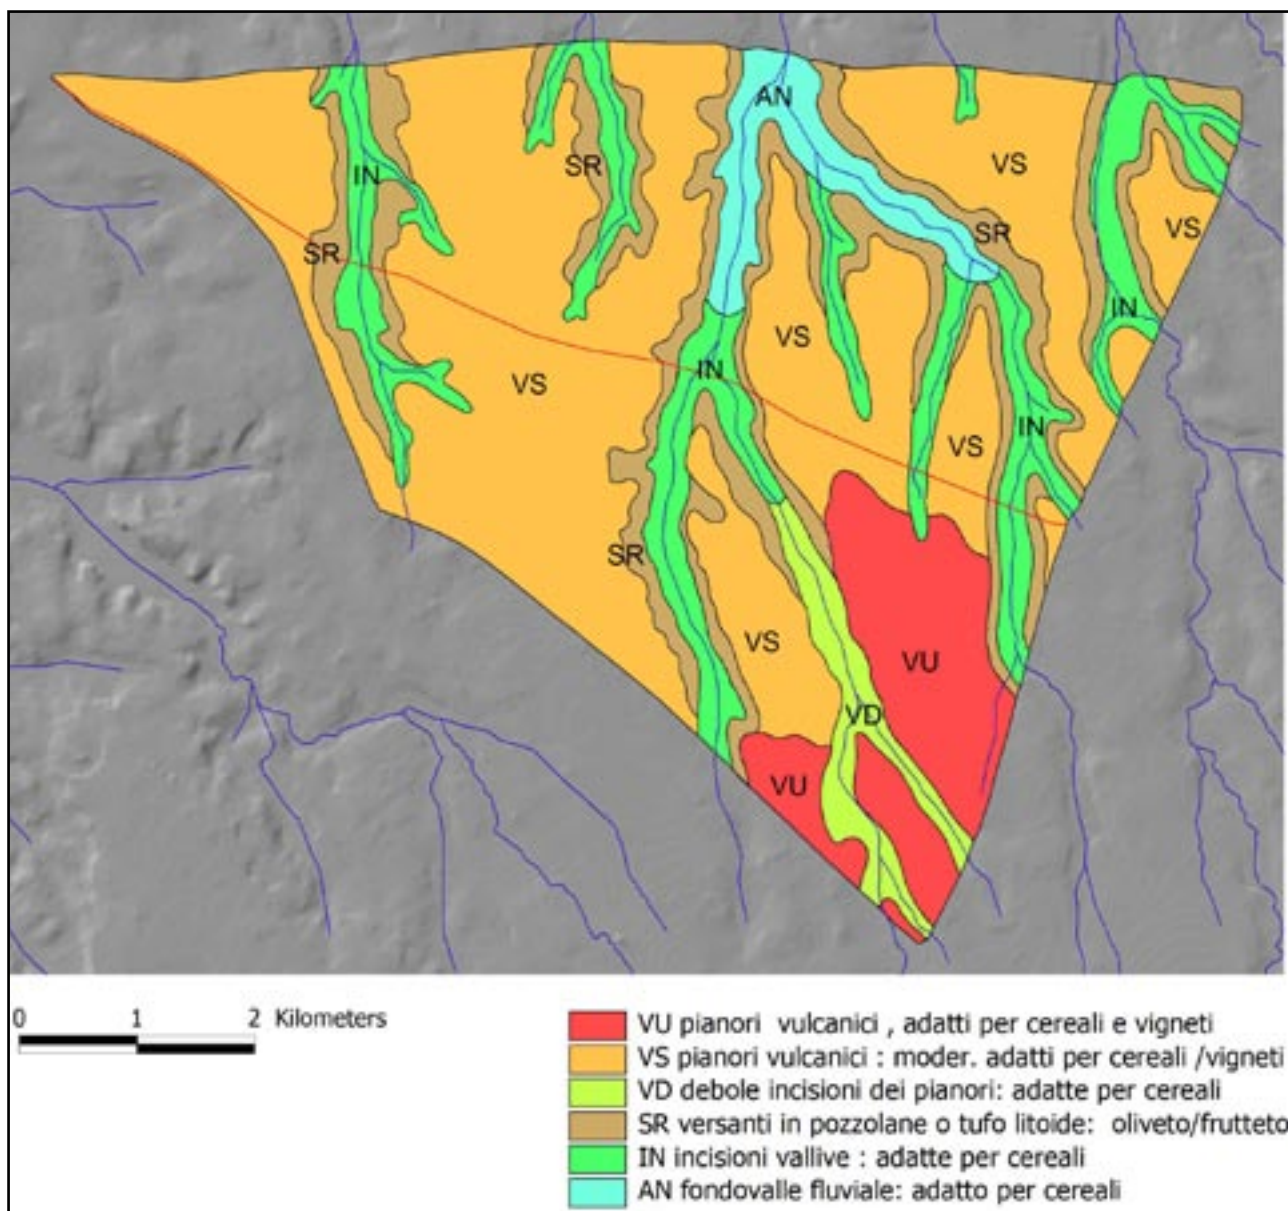 AN
SR
VS
IN
VS
SR
SR
IN
VS
IN
VS
IN
VS
SR
VS
VU
VD
VU
0 1 2 Kilometers
VU pianori vulcanici , adatti per cereali e vigneti
VS pianori vulcanici : moder. adatti per cereali /vigneti
VD debole incisioni dei pianori: adatte per cereali
SR versanti in pozzolane o tufo litoide: oliveto/frutteto
IN incisioni vallive : adatte per cereali
AN fondovalle fluviale: adatto per cereali